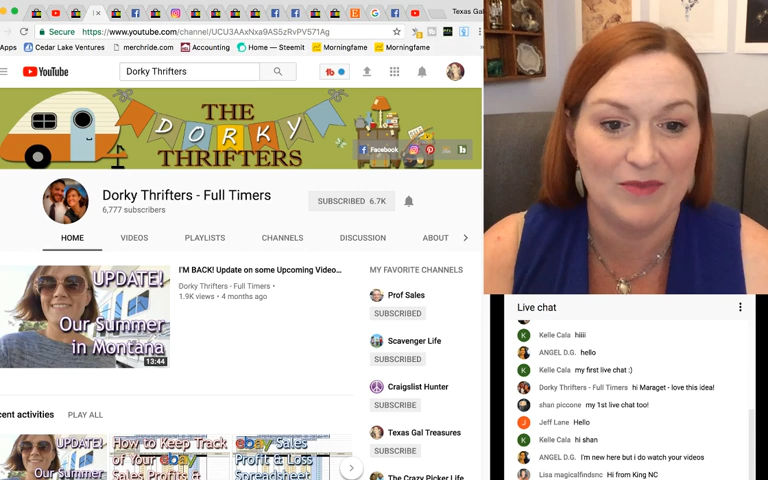 Texas Gal
Secure https://www.youtube.com/channel/UCU3AAxNxa9AS5zRvPV571Ag
Apps Cedar Lake Ventures merchride.com Accounting Home — Steemit Morningfame Morningfame
YouTube Dorky Thrifters
THE
DORKY
THRIFTERS
Facebook
Dorky Thrifters - Full Timers
6,777 subscribers
SUBSCRIBED 6.7K
HOME VIDEOS PLAYLISTS CHANNELS DISCUSSION ABOUT
UPDATE!
Our Summer
in Montana
13:44
I'M BACK! Update on some Upcoming Video...
Dorky Thrifters - Full Timers •
1.9K views • 4 months ago
MY FAVORITE CHANNELS
Prof Sales
SUBSCRIBED
Scavenger Life
SUBSCRIBED
Craigslist Hunter
SUBSCRIBE
Texas Gal Treasures
SUBSCRIBE
The Crazy Picker Life
cent activities PLAY ALL
UPDATE!
Our Summer
How to Keep Track
of Your ebay
Sales Profits &
ebay Sales
Profit & Loss
Spreadsheet
Live chat
Kelle Cala hiiii
ANGEL D.G. hello
Kelle Cala my first live chat :)
Dorky Thrifters - Full Timers hi Maraget - love this idea!
shan piccone my 1st live chat too!
Jeff Lane Hello
Kelle Cala hi shan
ANGEL D.G. I'm new here but i do watch your videos
Lisa magicalfindsnc Hi from King NC